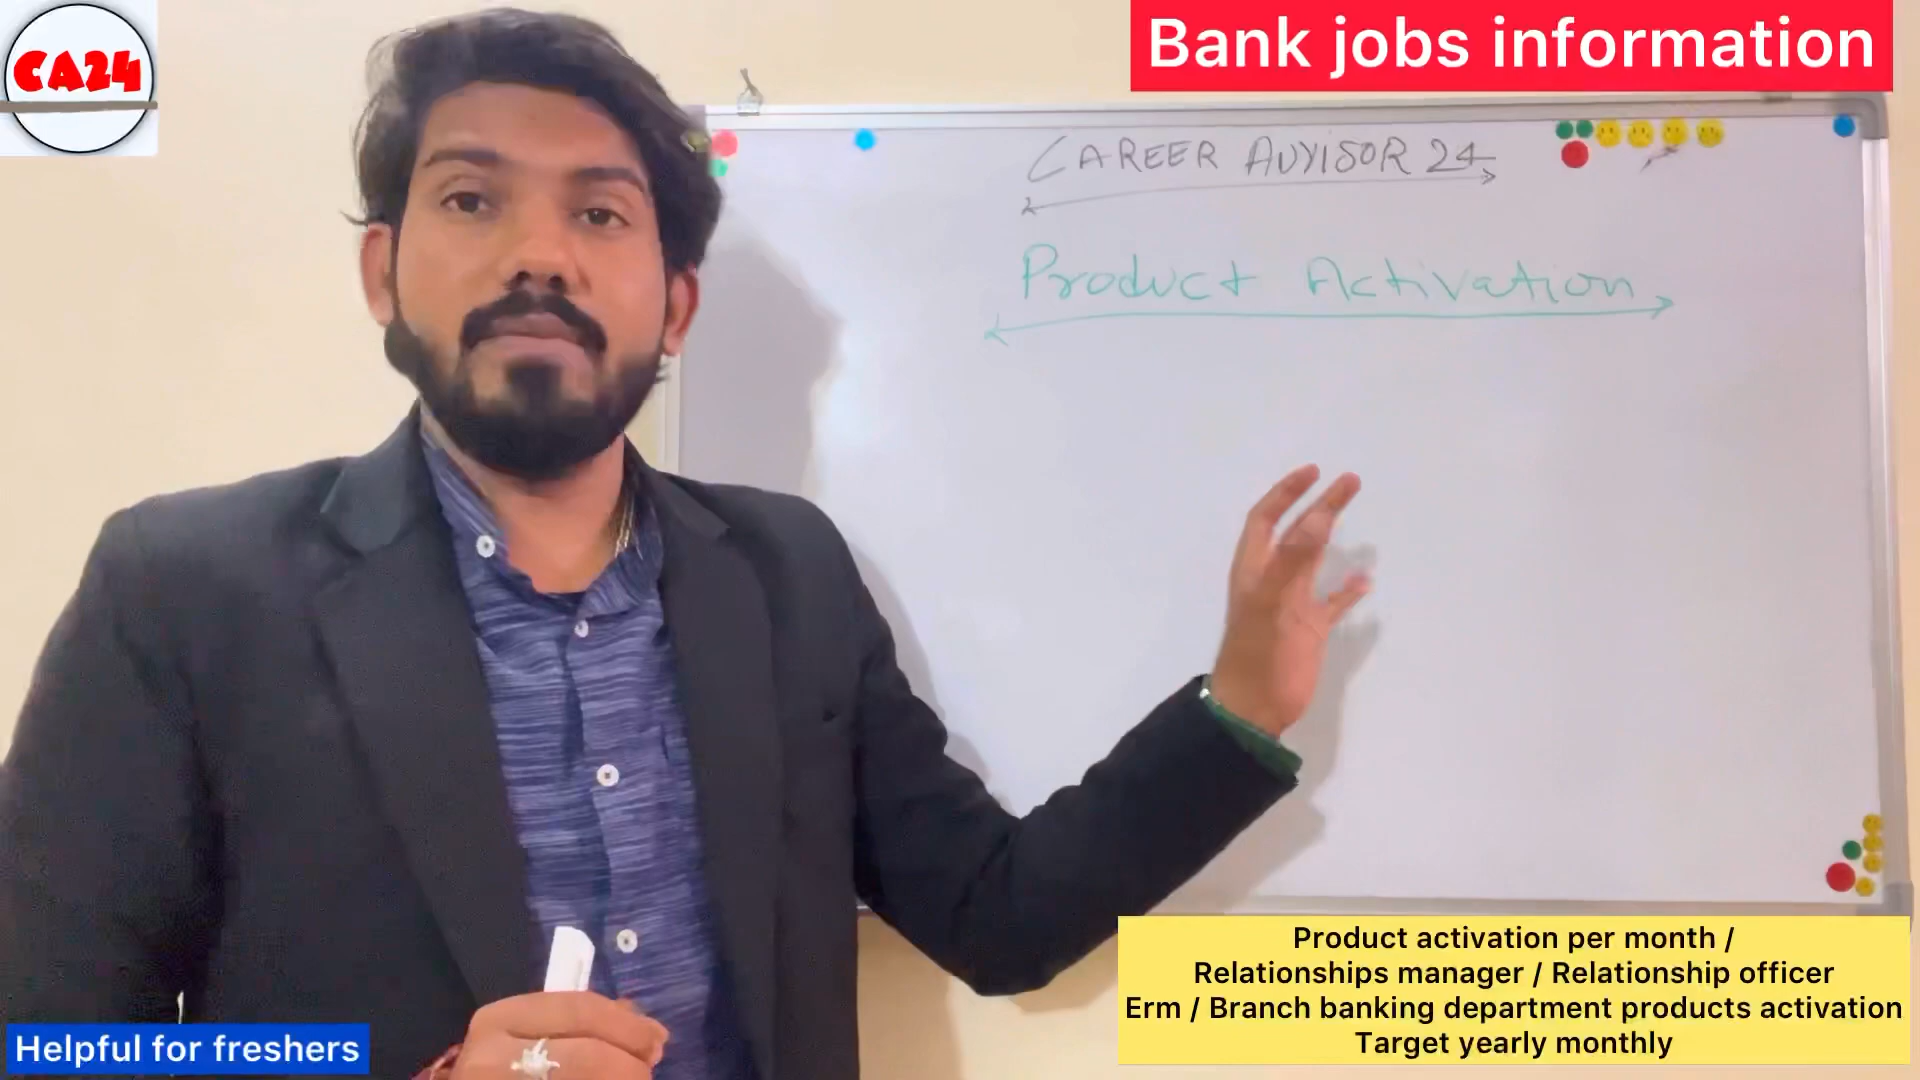 CA24
Bank jobs information
CAREER ADVISOR 24
Product Activation
Product activation per month /
Relationships manager / Relationship officer
Erm / Branch banking department products activation
Target yearly monthly
Helpful for freshers